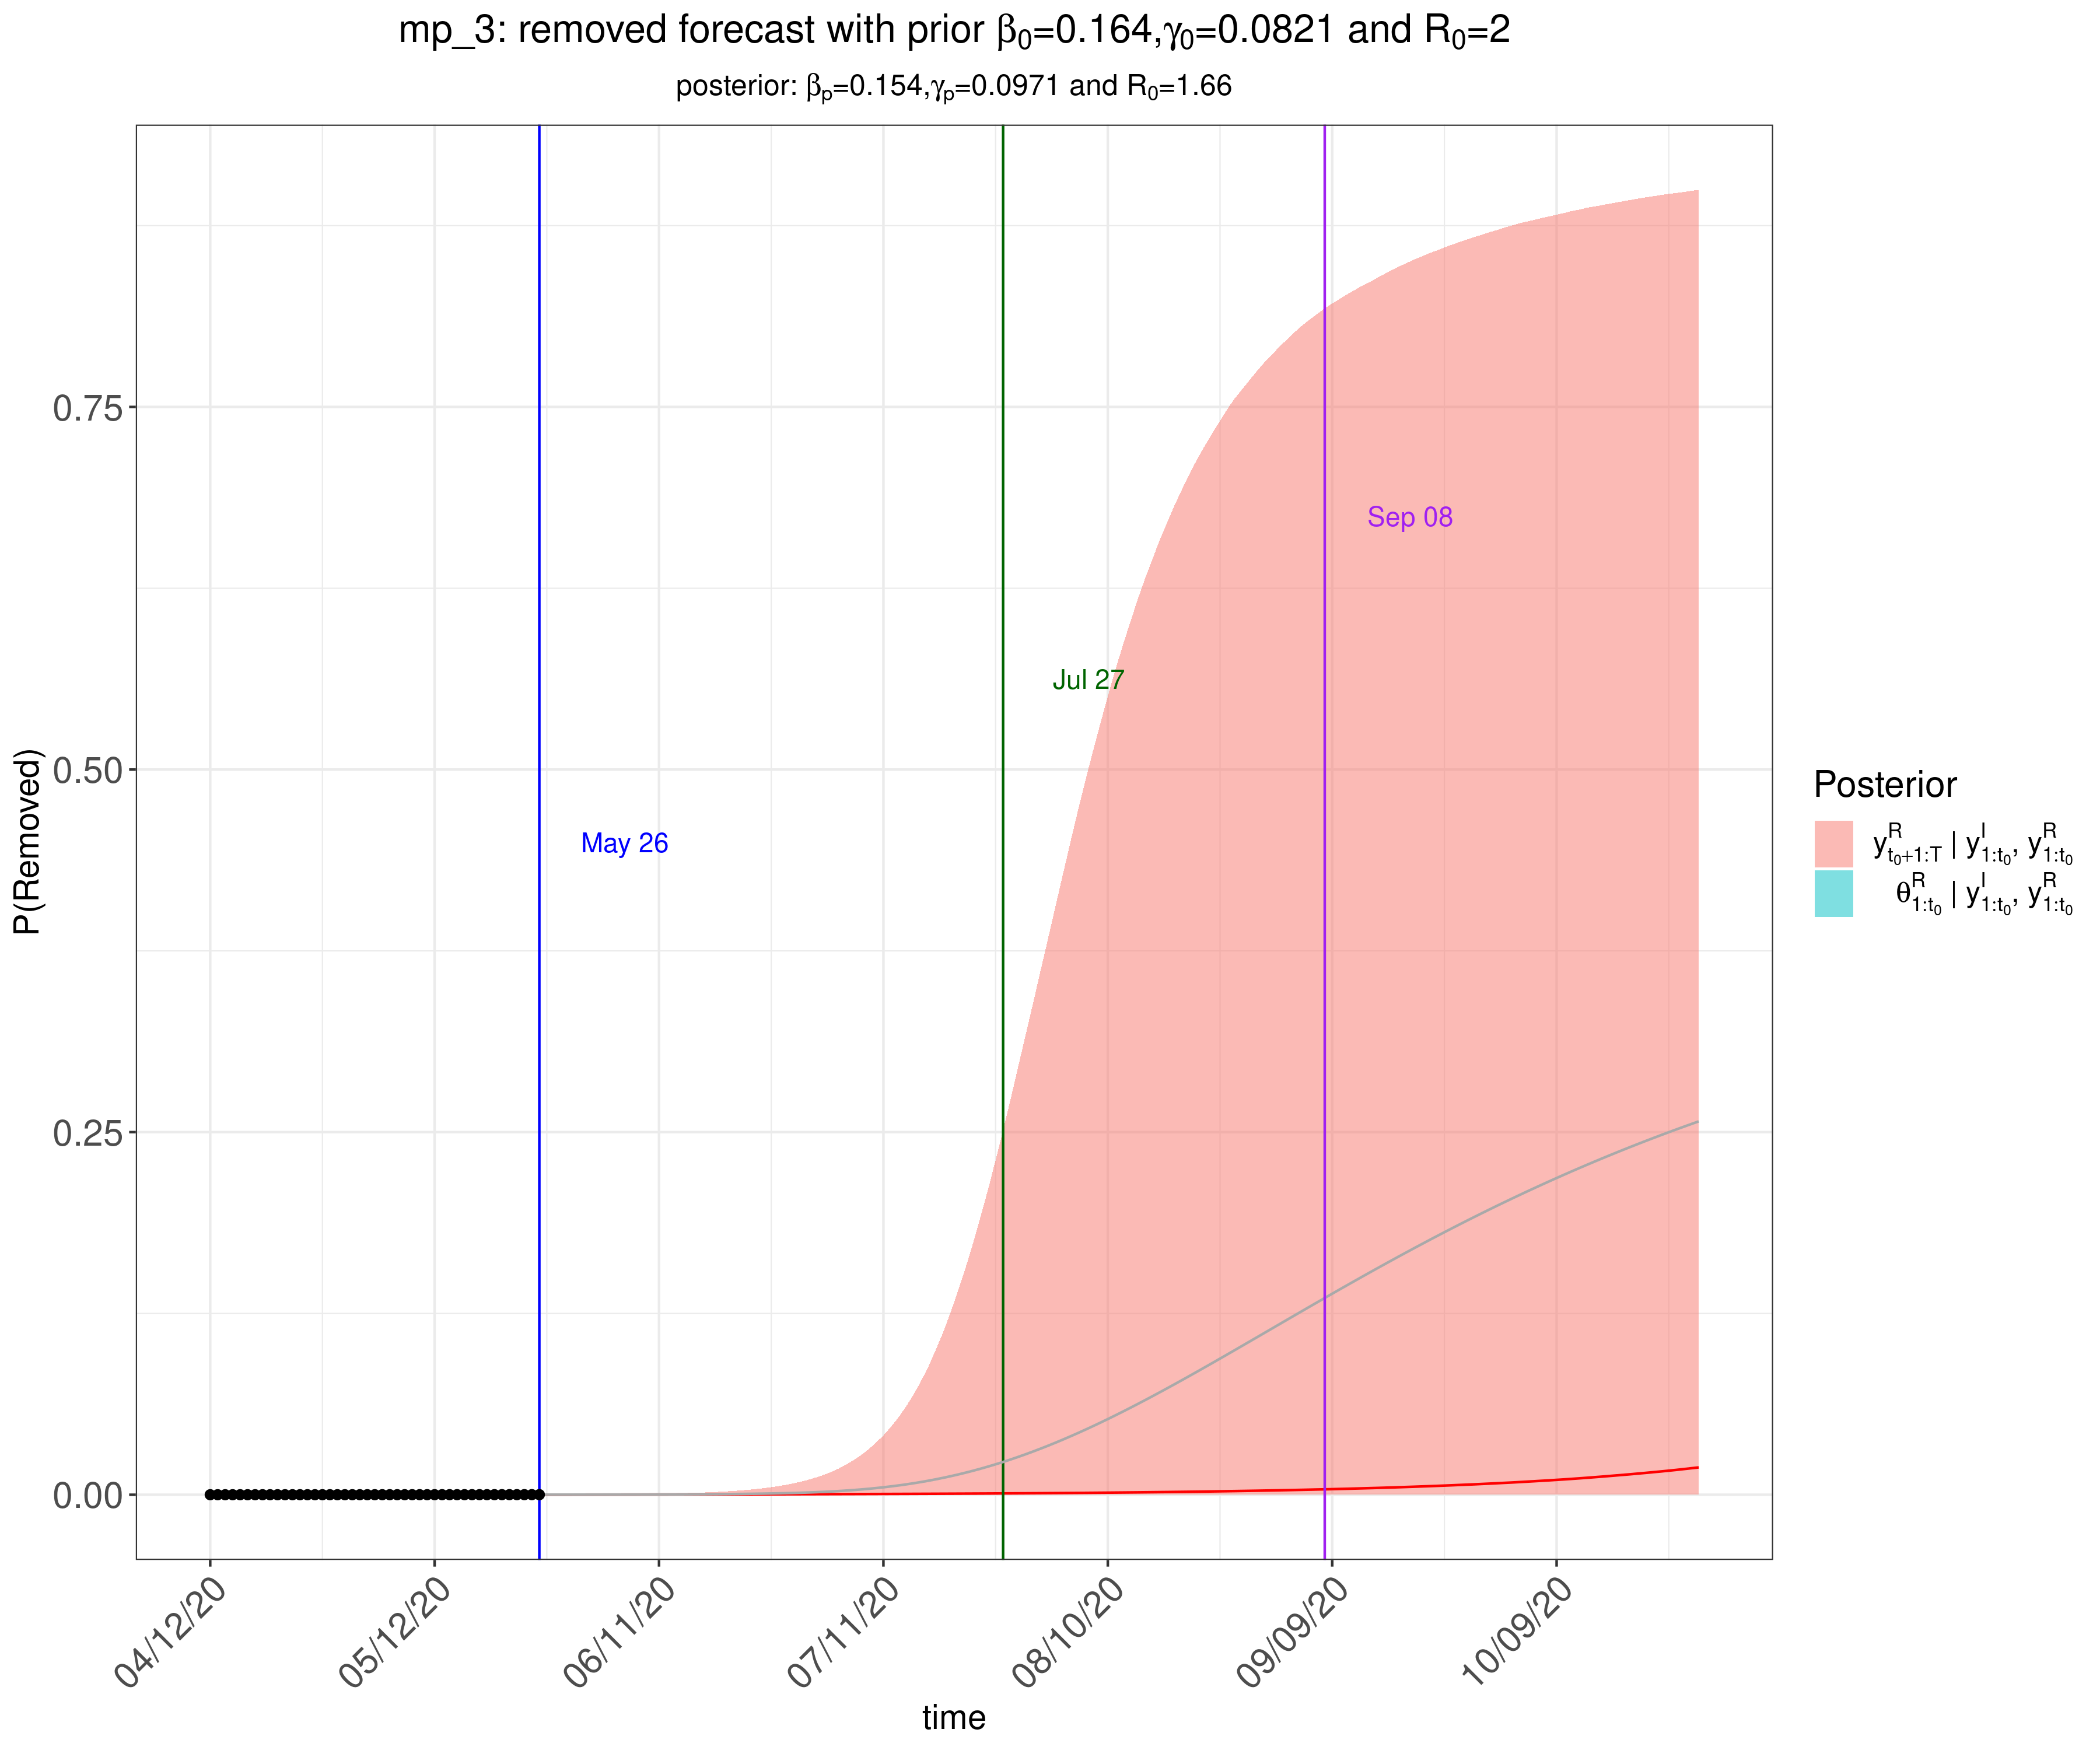 mp_3: removed forecast with prior β₀=0.164,γ₀=0.0821 and R₀=2
posterior: βₚ=0.154,γₚ=0.0971 and R₀=1.66
P(Removed)
0.75
0.50
0.25
0.00
May 26
Jul 27
Sep 08
04/12/20
05/12/20
06/11/20
07/11/20
08/10/20
09/09/20
10/09/20
time
Posterior
y^R_{t₀+1:T} | y^I_{1:t₀}, y^R_{1:t₀}
θ^R_{1:t₀} | y^I_{1:t₀}, y^R_{1:t₀}